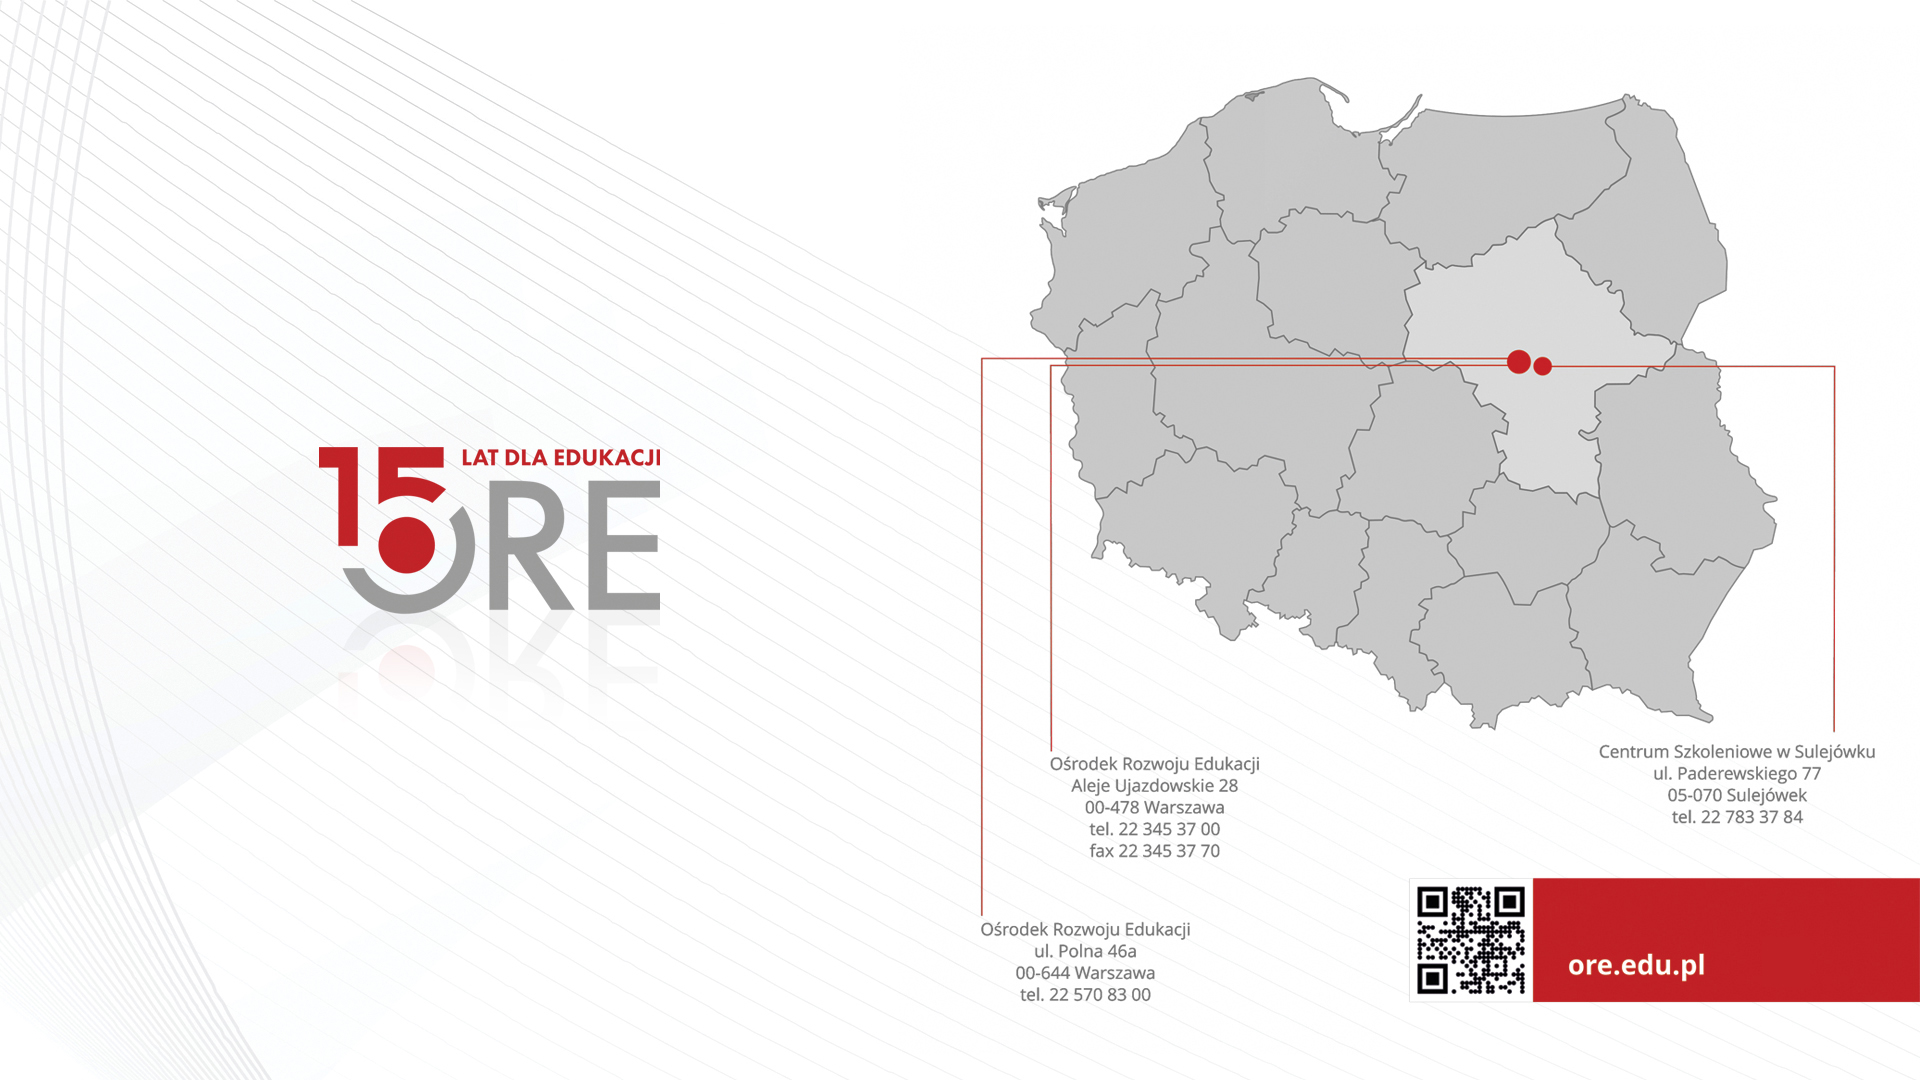 15 LAT DLA EDUKACJI
ORE
Ośrodek Rozwoju Edukacji
Aleje Ujazdowskie 28
00-478 Warszawa
tel. 22 345 37 00
fax 22 345 37 70
Ośrodek Rozwoju Edukacji
ul. Polna 46a
00-644 Warszawa
tel. 22 570 83 00
Centrum Szkoleniowe w Sulejówku
ul. Paderewskiego 77
05-070 Sulejówek
tel. 22 783 37 84
ore.edu.pl